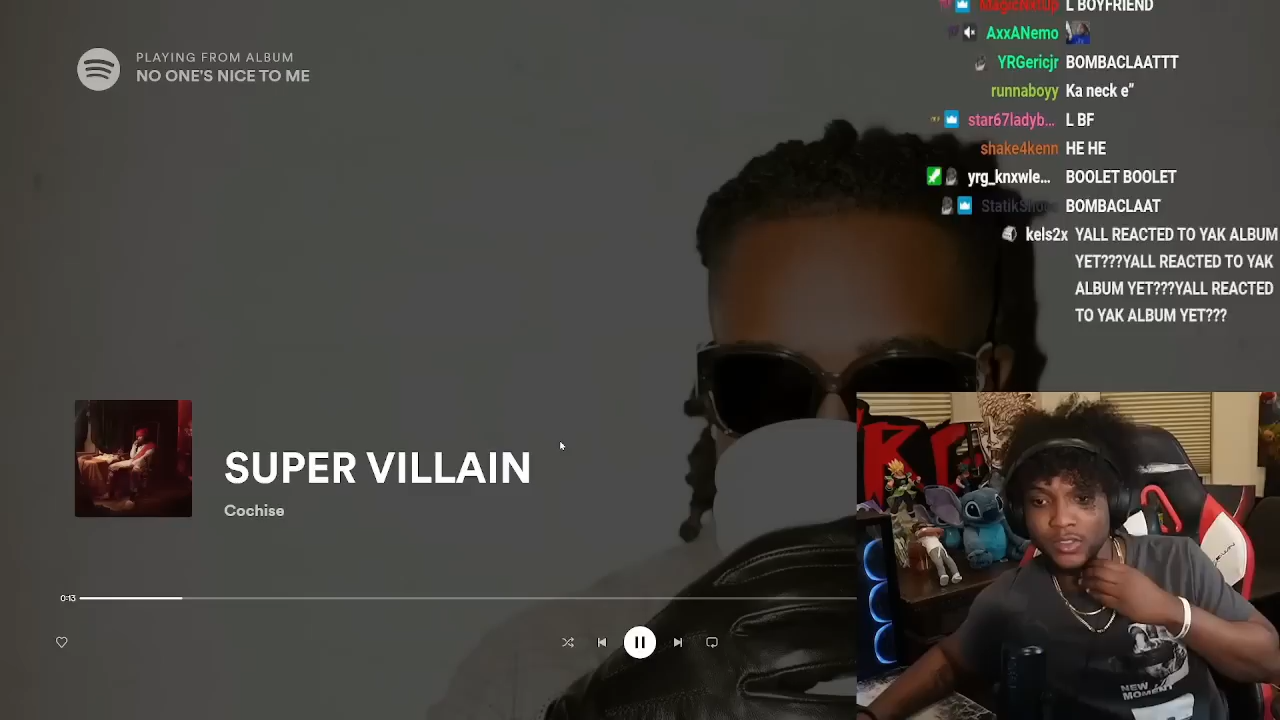 PLAYING FROM ALBUM
NO ONE'S NICE TO ME
MagicNxtUp L BOYFRIEND
AxxANemo
YRGericjr BOMBACLAATTT
runnaboyy Ka neck e"
star67ladyb... L BF
shake4kenn HE HE
yrg_knxwle... BOOLET BOOLET
BOMBACLAAT
kels2x YALL REACTED TO YAK ALBUM
YET???YALL REACTED TO YAK
ALBUM YET???YALL REACTED
TO YAK ALBUM YET???
SUPER VILLAIN
Cochise
0:13
NEW
MOMENT